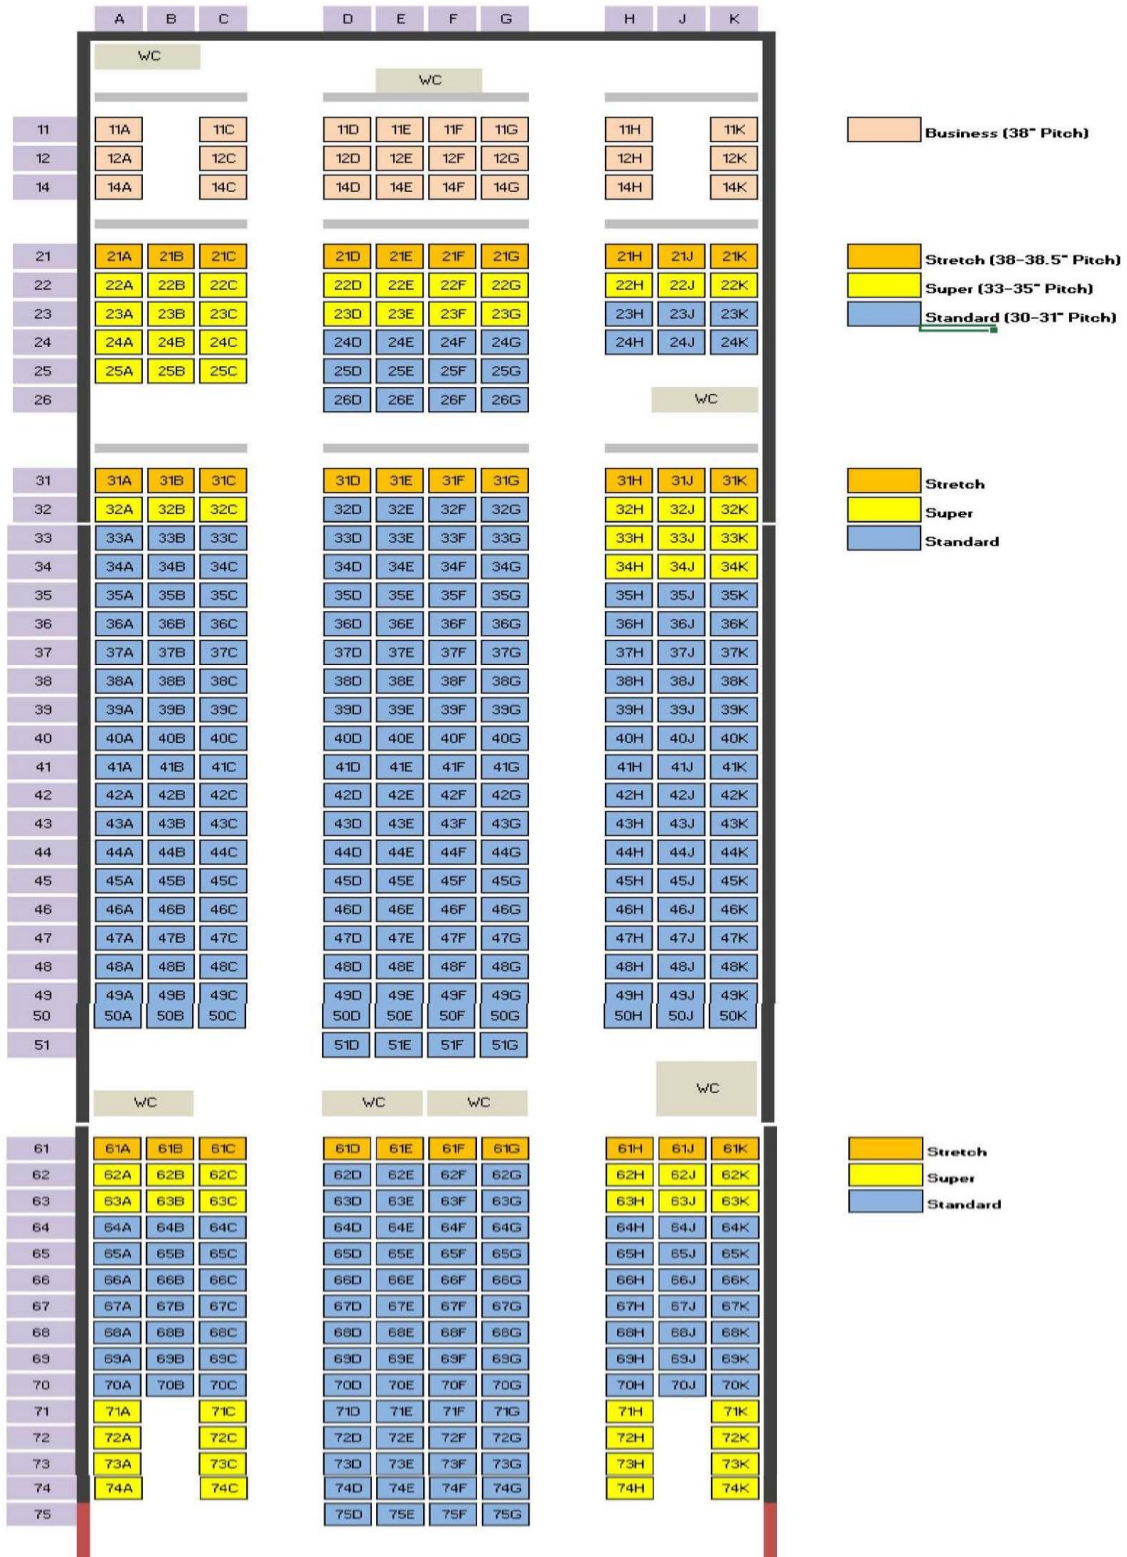 A B C D E F G H J K
WC
WC
11 11A 11C 11D 11E 11F 11G 11H 11K Business (38" Pitch)
12 12A 12C 12D 12E 12F 12G 12H 12K
14 14A 14C 14D 14E 14F 14G 14H 14K
21 21A 21B 21C 21D 21E 21F 21G 21H 21J 21K Stretch (38-38.5" Pitch)
22 22A 22B 22C 22D 22E 22F 22G 22H 22J 22K Super (33-35" Pitch)
23 23A 23B 23C 23D 23E 23F 23G 23H 23J 23K Standard (30-31" Pitch)
24 24A 24B 24C 24D 24E 24F 24G 24H 24J 24K
25 25A 25B 25C 25D 25E 25F 25G
26 26D 26E 26F 26G WC
31 31A 31B 31C 31D 31E 31F 31G 31H 31J 31K Stretch
32 32A 32B 32C 32D 32E 32F 32G 32H 32J 32K Super
33 33A 33B 33C 33D 33E 33F 33G 33H 33J 33K Standard
34 34A 34B 34C 34D 34E 34F 34G 34H 34J 34K
35 35A 35B 35C 35D 35E 35F 35G 35H 35J 35K
36 36A 36B 36C 36D 36E 36F 36G 36H 36J 36K
37 37A 37B 37C 37D 37E 37F 37G 37H 37J 37K
38 38A 38B 38C 38D 38E 38F 38G 38H 38J 38K
39 39A 39B 39C 39D 39E 39F 39G 39H 39J 39K
40 40A 40B 40C 40D 40E 40F 40G 40H 40J 40K
41 41A 41B 41C 41D 41E 41F 41G 41H 41J 41K
42 42A 42B 42C 42D 42E 42F 42G 42H 42J 42K
43 43A 43B 43C 43D 43E 43F 43G 43H 43J 43K
44 44A 44B 44C 44D 44E 44F 44G 44H 44J 44K
45 45A 45B 45C 45D 45E 45F 45G 45H 45J 45K
46 46A 46B 46C 46D 46E 46F 46G 46H 46J 46K
47 47A 47B 47C 47D 47E 47F 47G 47H 47J 47K
48 48A 48B 48C 48D 48E 48F 48G 48H 48J 48K
49 49A 49B 49C 49D 49E 49F 49G 49H 49J 49K
50 50A 50B 50C 50D 50E 50F 50G 50H 50J 50K
51 51D 51E 51F 51G
WC WC WC WC
61 61A 61B 61C 61D 61E 61F 61G 61H 61J 61K Stretch
62 62A 62B 62C 62D 62E 62F 62G 62H 62J 62K Super
63 63A 63B 63C 63D 63E 63F 63G 63H 63J 63K Standard
64 64A 64B 64C 64D 64E 64F 64G 64H 64J 64K
65 65A 65B 65C 65D 65E 65F 65G 65H 65J 65K
66 66A 66B 66C 66D 66E 66F 66G 66H 66J 66K
67 67A 67B 67C 67D 67E 67F 67G 67H 67J 67K
68 68A 68B 68C 68D 68E 68F 68G 68H 68J 68K
69 69A 69B 69C 69D 69E 69F 69G 69H 69J 69K
70 70A 70B 70C 70D 70E 70F 70G 70H 70J 70K
71 71A 71C 71D 71E 71F 71G 71H 71K
72 72A 72C 72D 72E 72F 72G 72H 72K
73 73A 73C 73D 73E 73F 73G 73H 73K
74 74A 74C 74D 74E 74F 74G 74H 74K
75 75D 75E 75F 75G